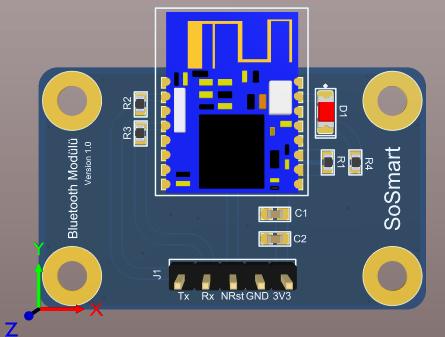 R2
R3
D1
R1
R4
Bluetooth Modülü
Version 1.0
SoSmart
C1
C2
J1
Tx Rx NRst GND 3V3
Y
X
Z